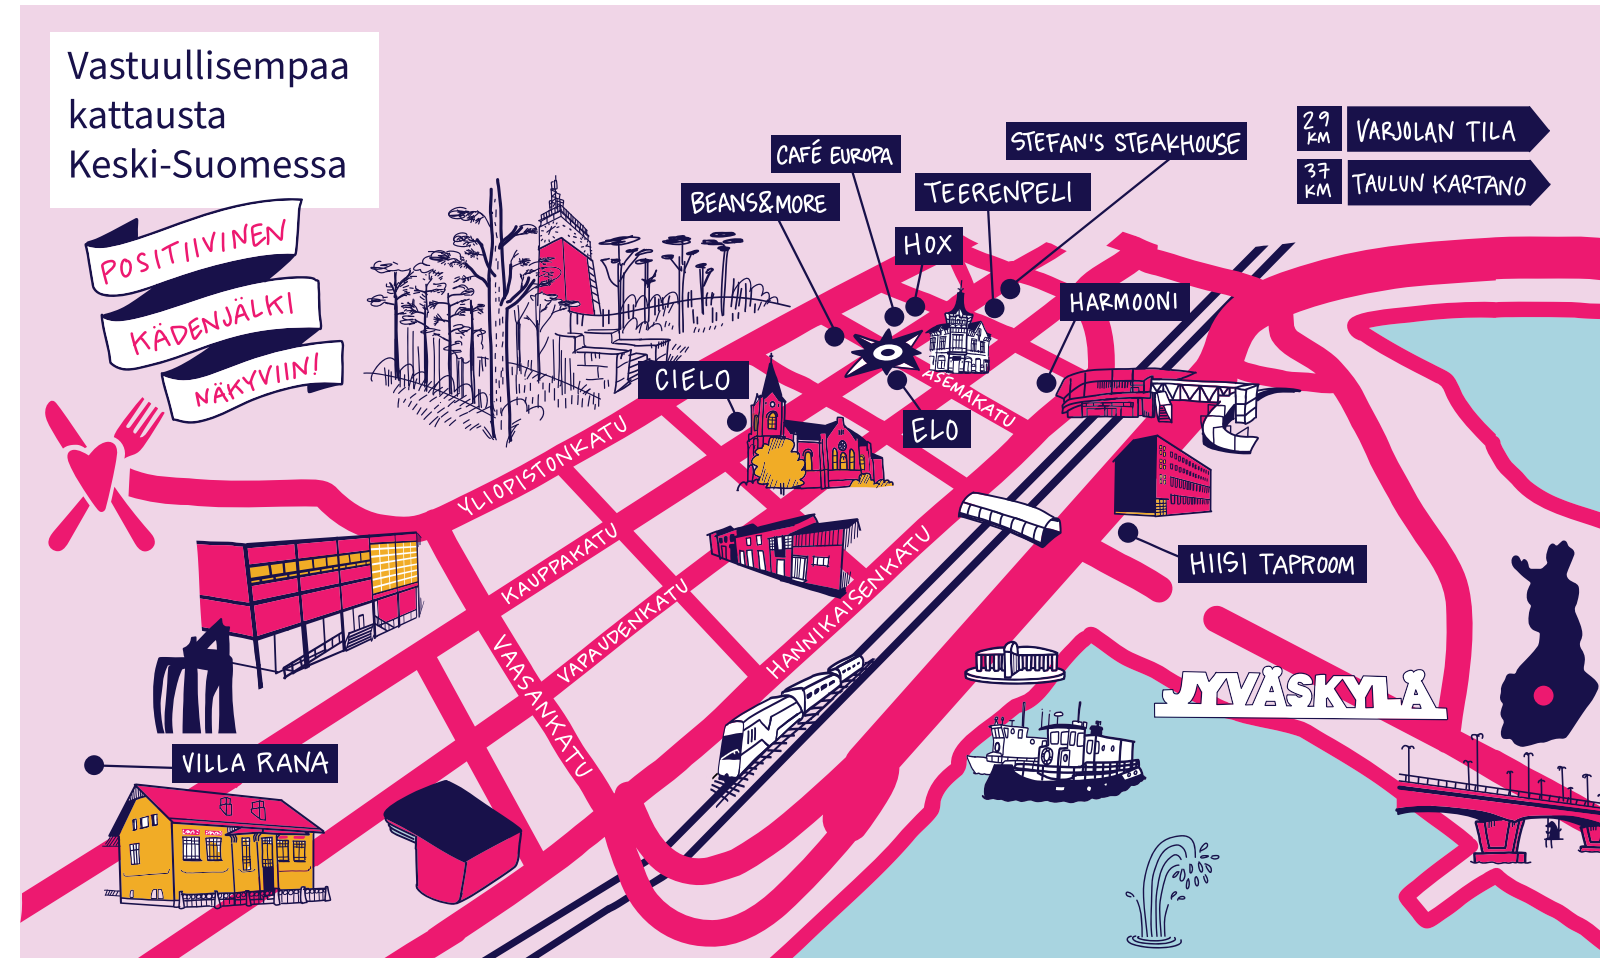 Vastuullisempaa
kattausta
Keski-Suomessa
POSITIIVINEN
KÄDENJÄLKI
NÄKYVIIN!
29 KM VARJOLAN TILA
37 KM TAULUN KARTANO
STEFAN'S STEAKHOUSE
CAFÉ EUROPA
TEERENPELI
BEANS&MORE
HOX
HARMOONI
CIELO
ASEMAKATU
ELO
YLIOPISTONKATU
KAUPPAKATU
HANNIKAISENKATU
HIISI TAPROOM
VAPAUDENKATU
VAASANKATU
JYVÄSKYLÄ
VILLA RANA